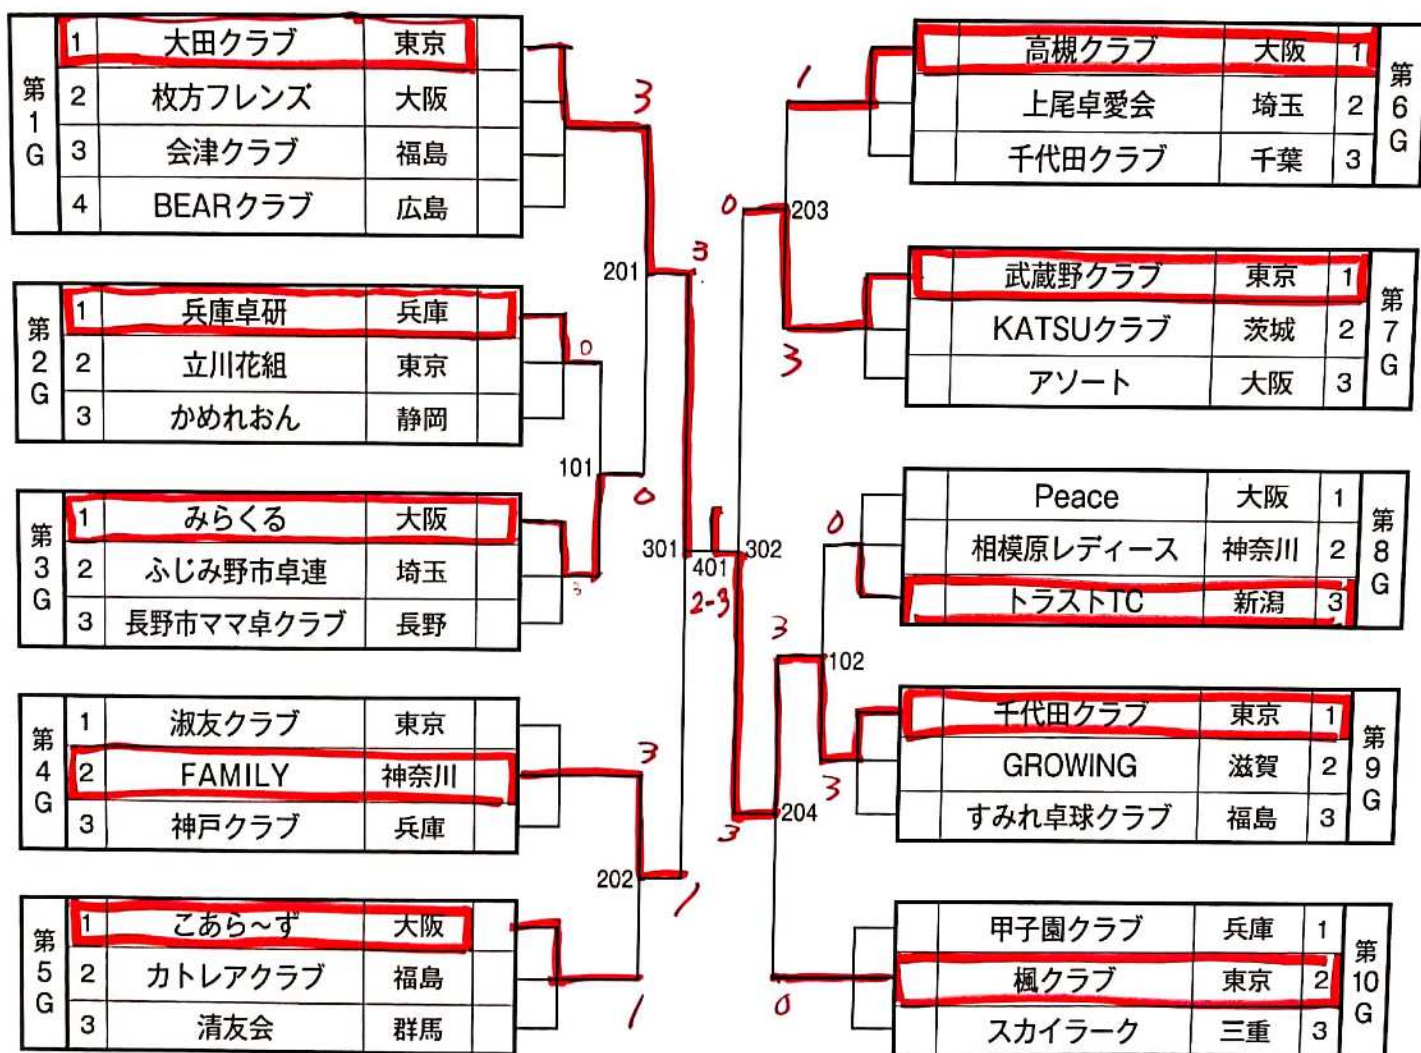 第1G
1 大田クラブ 東京
2 枚方フレンズ 大阪
3 会津クラブ 福島
4 BEARクラブ 広島
第2G
1 兵庫卓研 兵庫
2 立川花組 東京
3 かめれおん 静岡
第3G
1 みらくる 大阪
2 ふじみ野市卓連 埼玉
3 長野市ママ卓クラブ 長野
第4G
1 淑友クラブ 東京
2 FAMILY 神奈川
3 神戸クラブ 兵庫
第5G
1 こあら～ず 大阪
2 カトレアクラブ 福島
3 清友会 群馬
3
0
201
3
101
0
3
301
3
202
1
1
401
2-3
302
1
0
203
3
0
3
102
3
3
204
0
高槻クラブ 大阪 1
上尾卓愛会 埼玉 2
千代田クラブ 千葉 3
第6G
武蔵野クラブ 東京 1
KATSUクラブ 茨城 2
アソート 大阪 3
第7G
Peace 大阪 1
相模原レディース 神奈川 2
トラストTC 新潟 3
第8G
千代田クラブ 東京 1
GROWING 滋賀 2
すみれ卓球クラブ 福島 3
第9G
甲子園クラブ 兵庫 1
楓クラブ 東京 2
スカイラーク 三重 3
第10G